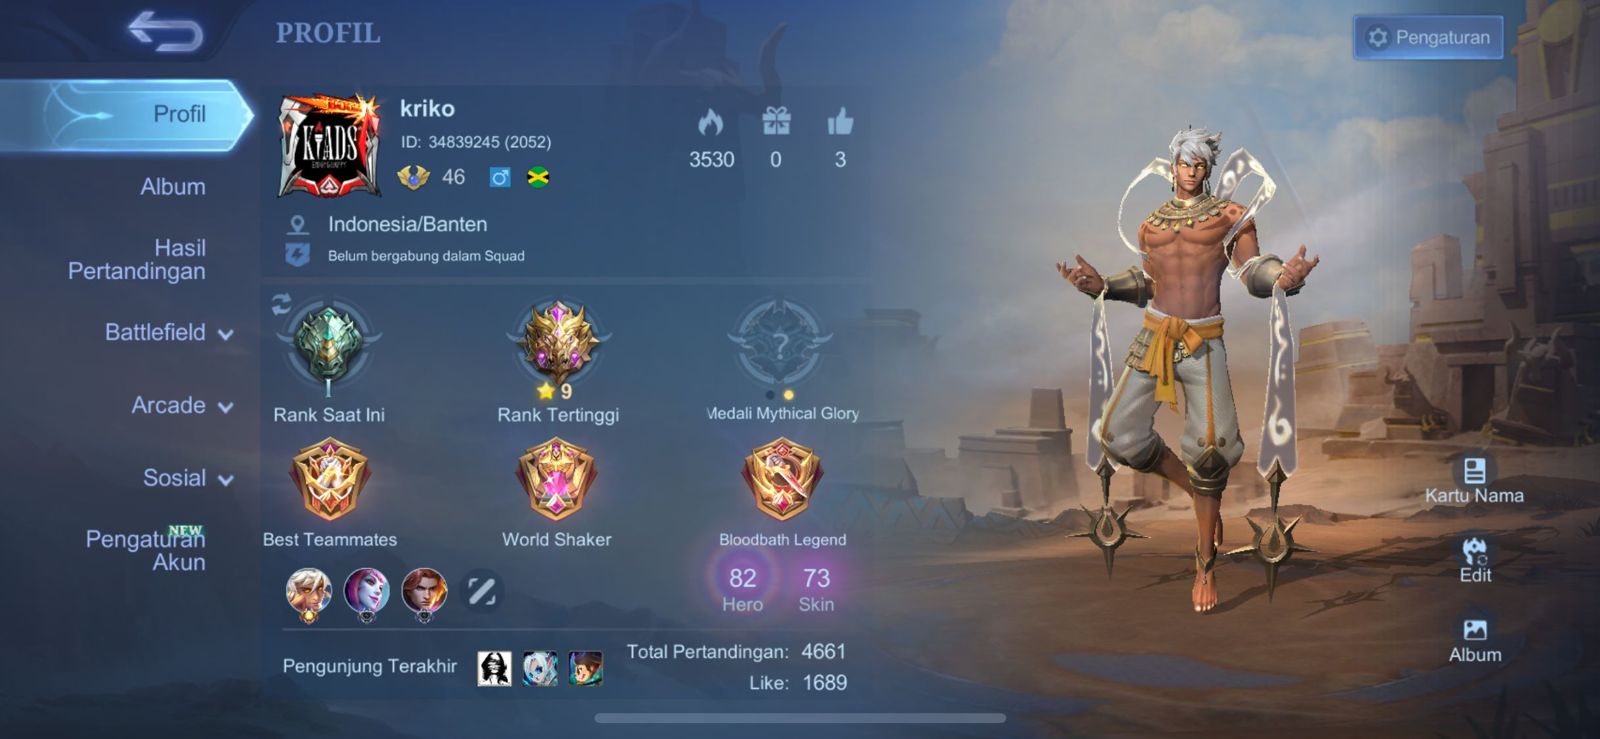 PROFIL
Pengaturan
Profil
Album
Hasil
Pertandingan
Battlefield
Arcade
Sosial
NEW
Pengaturan
Akun
KIADS
kriko
ID: 34839245 (2052)
46
3530
0
3
Indonesia/Banten
Belum bergabung dalam Squad
I
Rank Saat Ini
9
Rank Tertinggi
?
Medali Mythical Glory
Best Teammates
World Shaker
Bloodbath Legend
82
Hero
73
Skin
Pengunjung Terakhir
Total Pertandingan: 4661
Like: 1689
Kartu Nama
Edit
Album